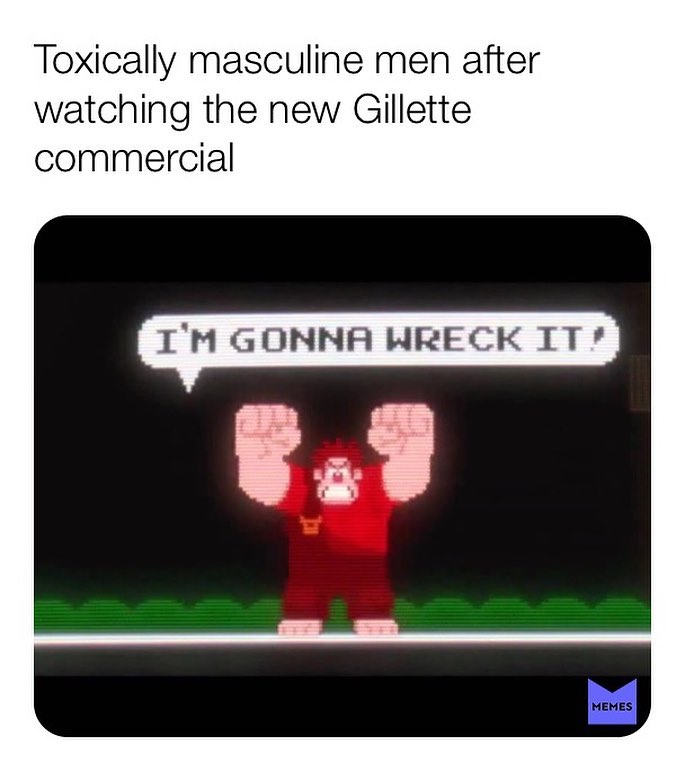 Toxically masculine men after
watching the new Gillette
commercial
I'M GONNA WRECK IT!
MEMES